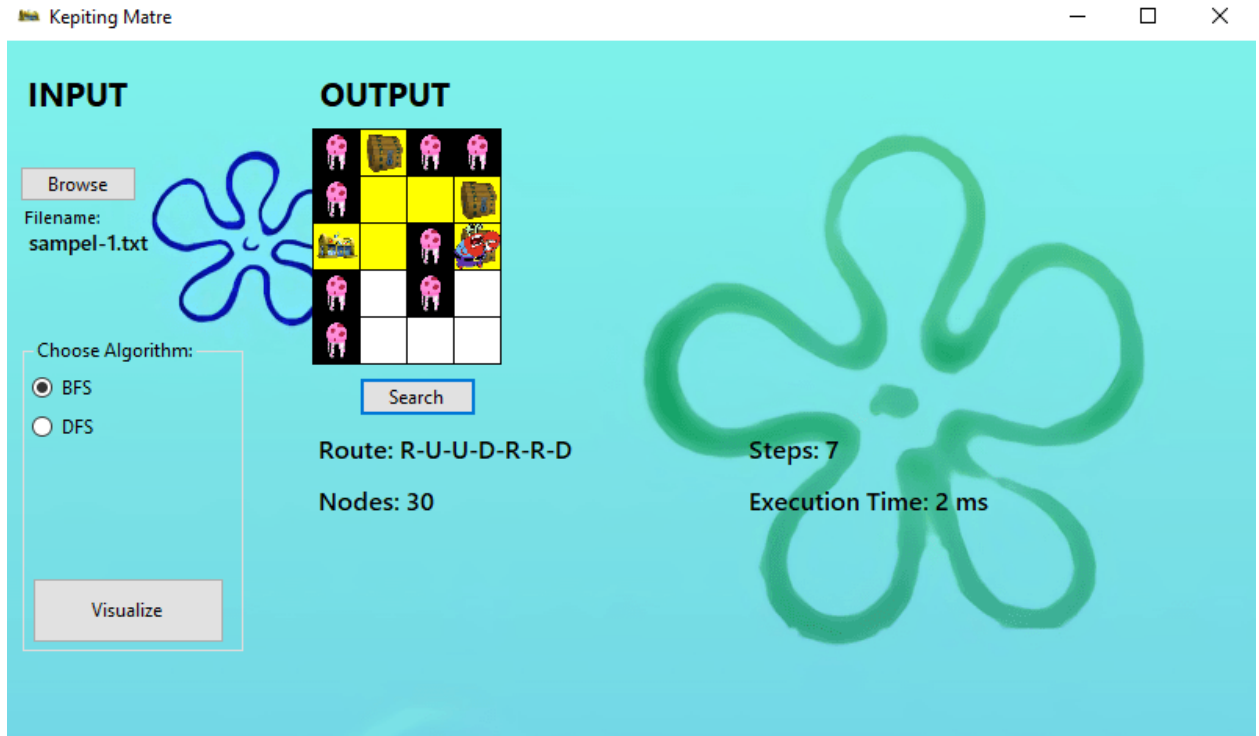 Kepiting Matre
INPUT
OUTPUT
Browse
Filename:
sampel-1.txt
Choose Algorithm:
BFS
DFS
Visualize
Search
Route: R-U-U-D-R-R-D
Steps: 7
Nodes: 30
Execution Time: 2 ms